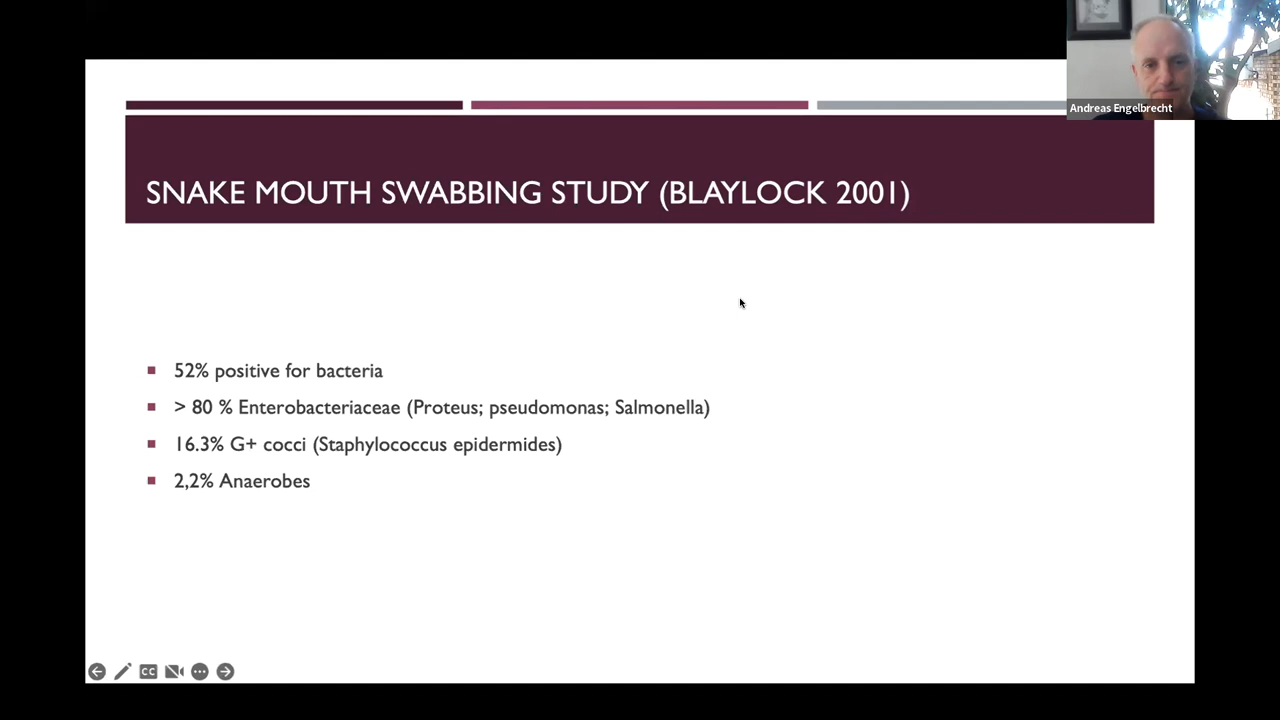 Andreas Engelbrecht
SNAKE MOUTH SWABBING STUDY (BLAYLOCK 2001)
52% positive for bacteria
> 80 % Enterobacteriaceae (Proteus; pseudomonas; Salmonella)
16.3% G+ cocci (Staphylococcus epidermides)
2,2% Anaerobes
CC